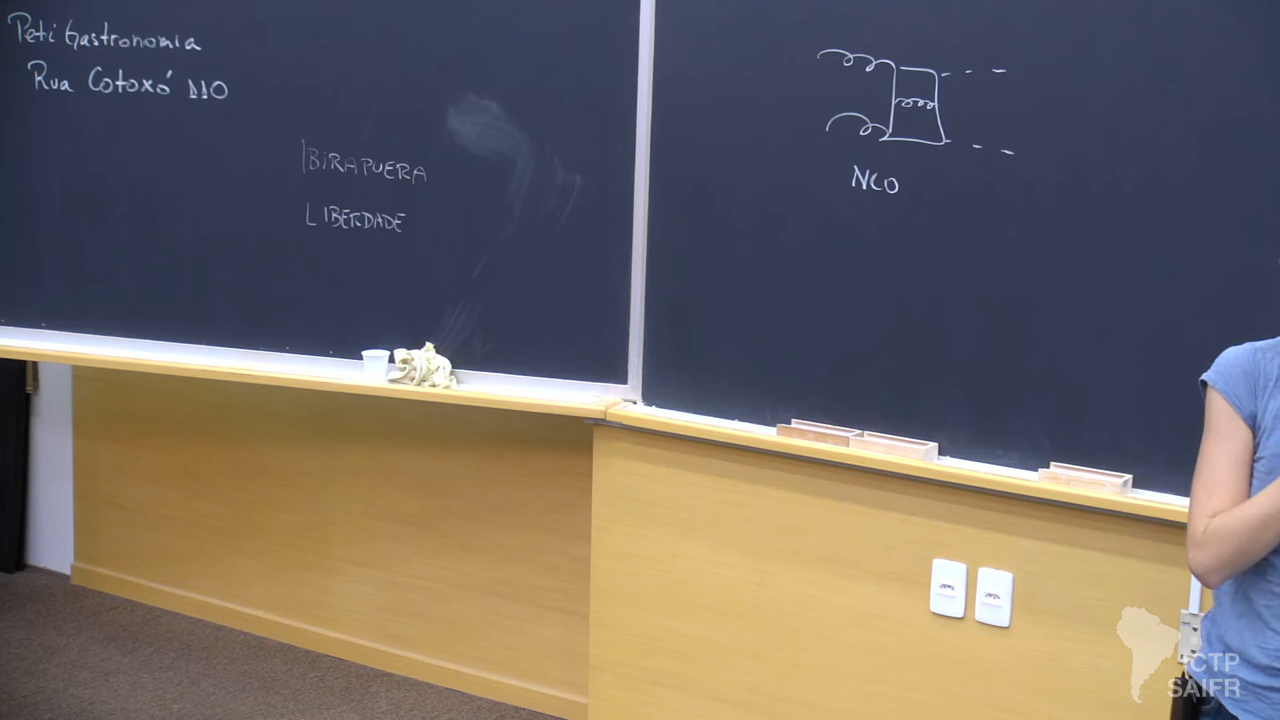 Peti Gastronomia
Rua Cotoxó 110
IBIRAPUERA
LIBERDADE
NLO
ICTP
SAIFR